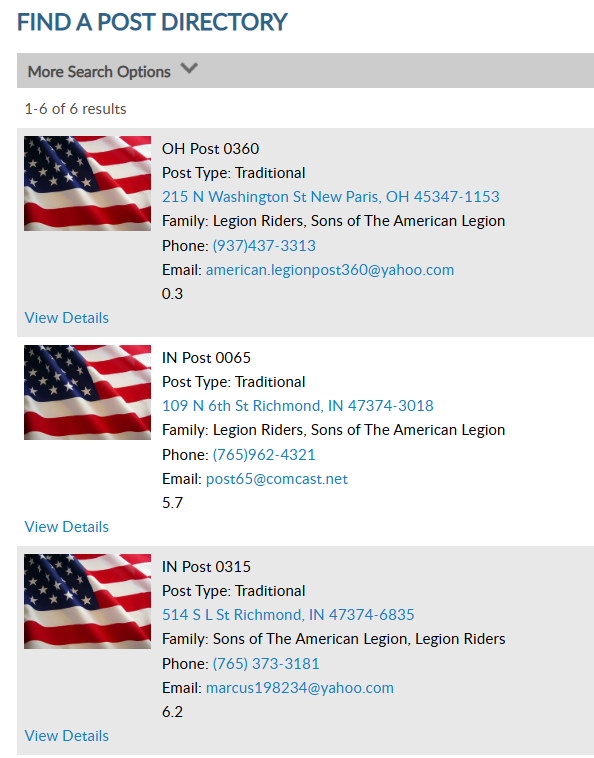 FIND A POST DIRECTORY
More Search Options
1-6 of 6 results
OH Post 0360
Post Type: Traditional
215 N Washington St New Paris, OH 45347-1153
Family: Legion Riders, Sons of The American Legion
Phone: (937)437-3313
Email: american.legionpost360@yahoo.com
0.3
View Details
IN Post 0065
Post Type: Traditional
109 N 6th St Richmond, IN 47374-3018
Family: Legion Riders, Sons of The American Legion
Phone: (765)962-4321
Email: post65@comcast.net
5.7
View Details
IN Post 0315
Post Type: Traditional
514 S L St Richmond, IN 47374-6835
Family: Sons of The American Legion, Legion Riders
Phone: (765) 373-3181
Email: marcus198234@yahoo.com
6.2
View Details